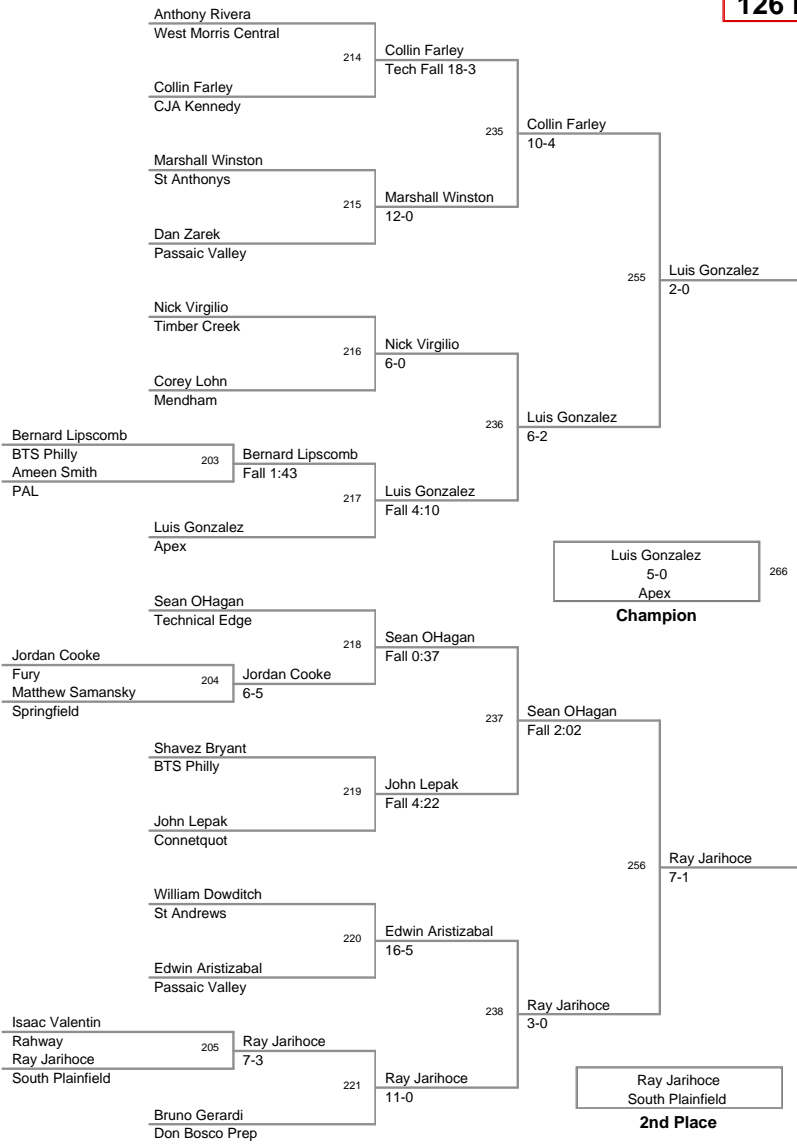 126
Anthony Rivera
West Morris Central
214
Collin Farley
Tech Fall 18-3
Collin Farley
CJA Kennedy
235
Collin Farley
10-4
Marshall Winston
St Anthonys
215
Marshall Winston
12-0
Dan Zarek
Passaic Valley
255
Luis Gonzalez
2-0
Nick Virgilio
Timber Creek
216
Nick Virgilio
6-0
Corey Lohn
Mendham
236
Luis Gonzalez
6-2
Bernard Lipscomb
BTS Philly
203
Ameen Smith
PAL
Bernard Lipscomb
Fall 1:43
217
Luis Gonzalez
Fall 4:10
Luis Gonzalez
Apex
Luis Gonzalez
5-0
Apex
266
Champion
Sean OHagan
Technical Edge
218
Sean OHagan
Fall 0:37
Jordan Cooke
Fury
204
Matthew Samansky
Springfield
Jordan Cooke
6-5
237
Sean OHagan
Fall 2:02
Shavez Bryant
BTS Philly
219
John Lepak
Fall 4:22
John Lepak
Connetquot
256
Ray Jarihoce
7-1
William Dowditch
St Andrews
220
Edwin Aristizabal
16-5
Edwin Aristizabal
Passaic Valley
238
Ray Jarihoce
3-0
Isaac Valentin
Rahway
205
Ray Jarihoce
South Plainfield
Ray Jarihoce
7-3
221
Ray Jarihoce
11-0
Bruno Gerardi
Don Bosco Prep
Ray Jarihoce
South Plainfield
2nd Place